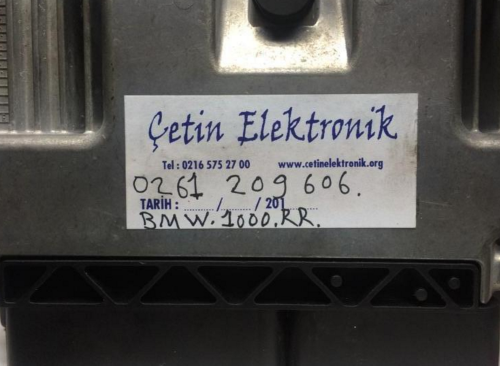 Çetin Elektronik
Tel : 0216 575 27 00 www.cetinelektronik.org
0261 209 606.
TARİH : ....... / ....... / 201.......
BMW. 1000.RR.